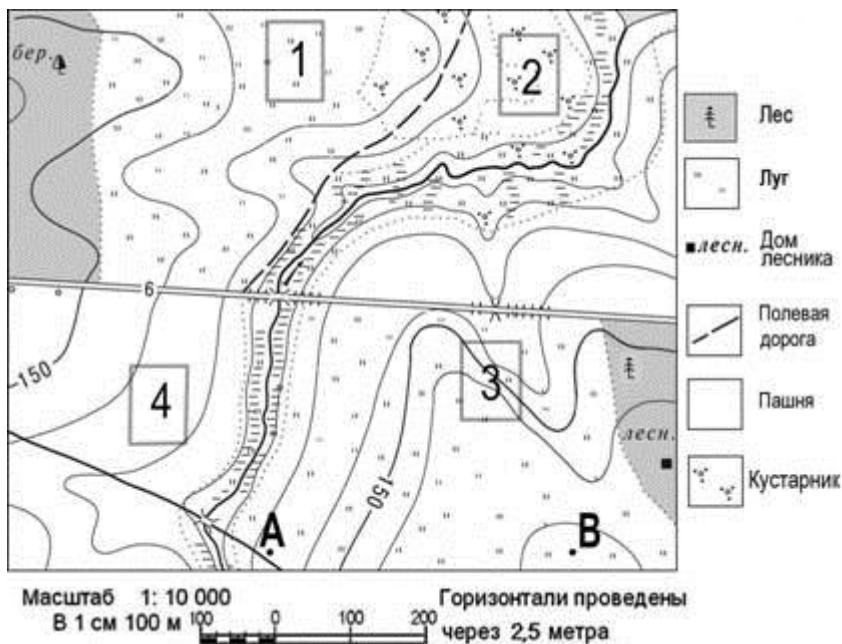 бер.
1
2
6
150
4
3
150
лесн.
А
В
Лес
Луг
лесн. Дом
лесника
Полевая
дорога
Пашня
Кустарник
Масштаб 1: 10 000
В 1 см 100 м
100 0 100 200
Горизонтали проведены
через 2,5 метра